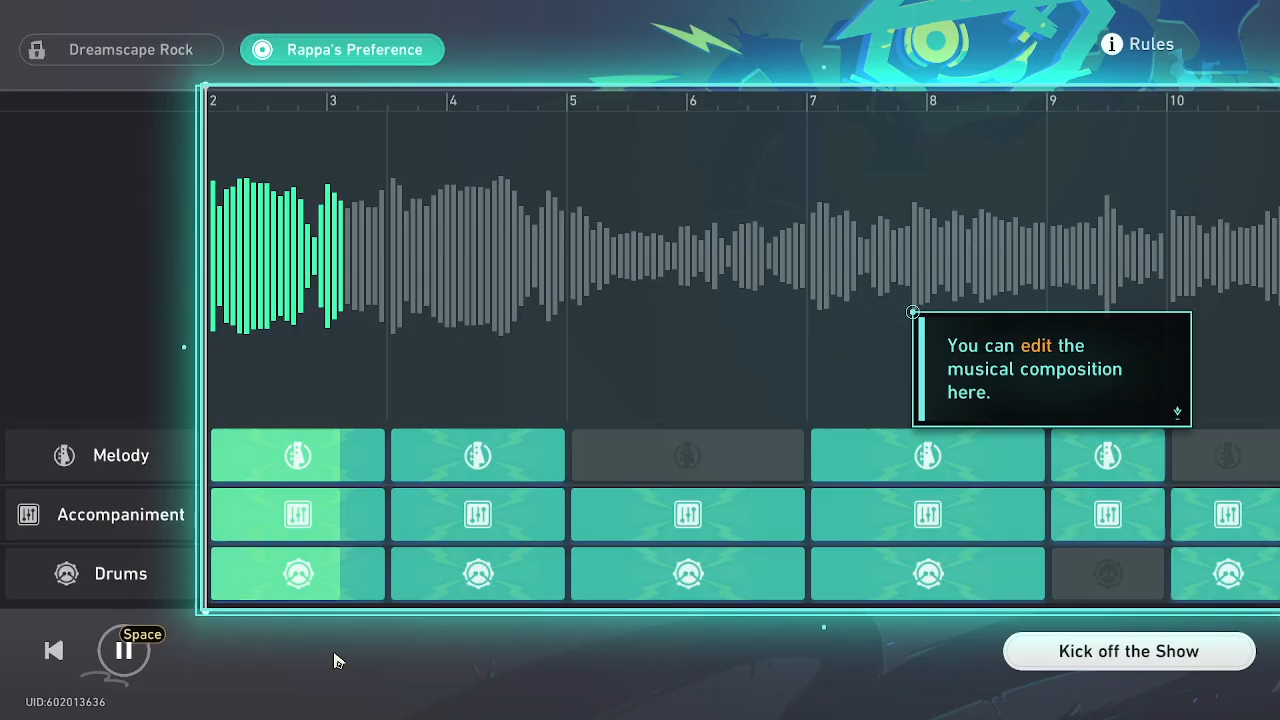 Dreamscape Rock
Rappa's Preference
Rules
2 3 4 5 6 7 8 9 10
You can edit the
musical composition
here.
Melody
Accompaniment
Drums
Space
Kick off the Show
UID:602013636